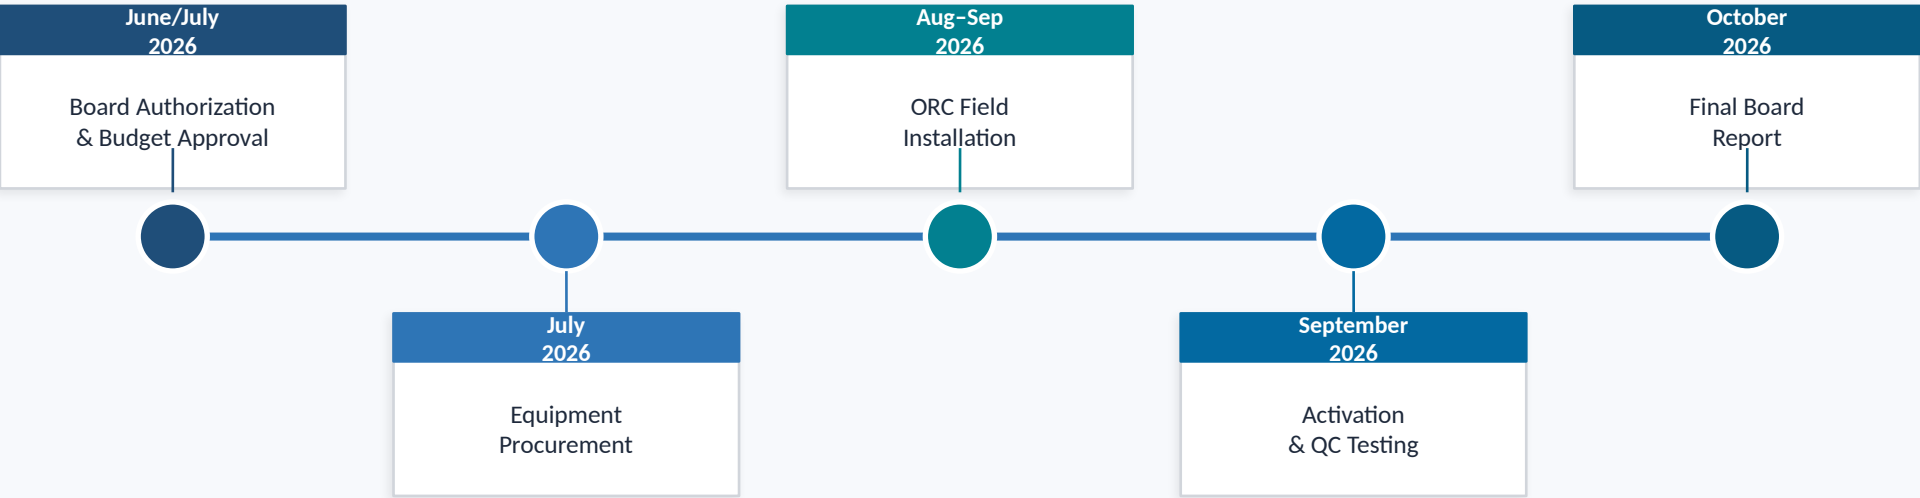 June/July
2026
Board Authorization
& Budget Approval
July
2026
Equipment
Procurement
Aug–Sep
2026
ORC Field
Installation
September
2026
Activation
& QC Testing
October
2026
Final Board
Report